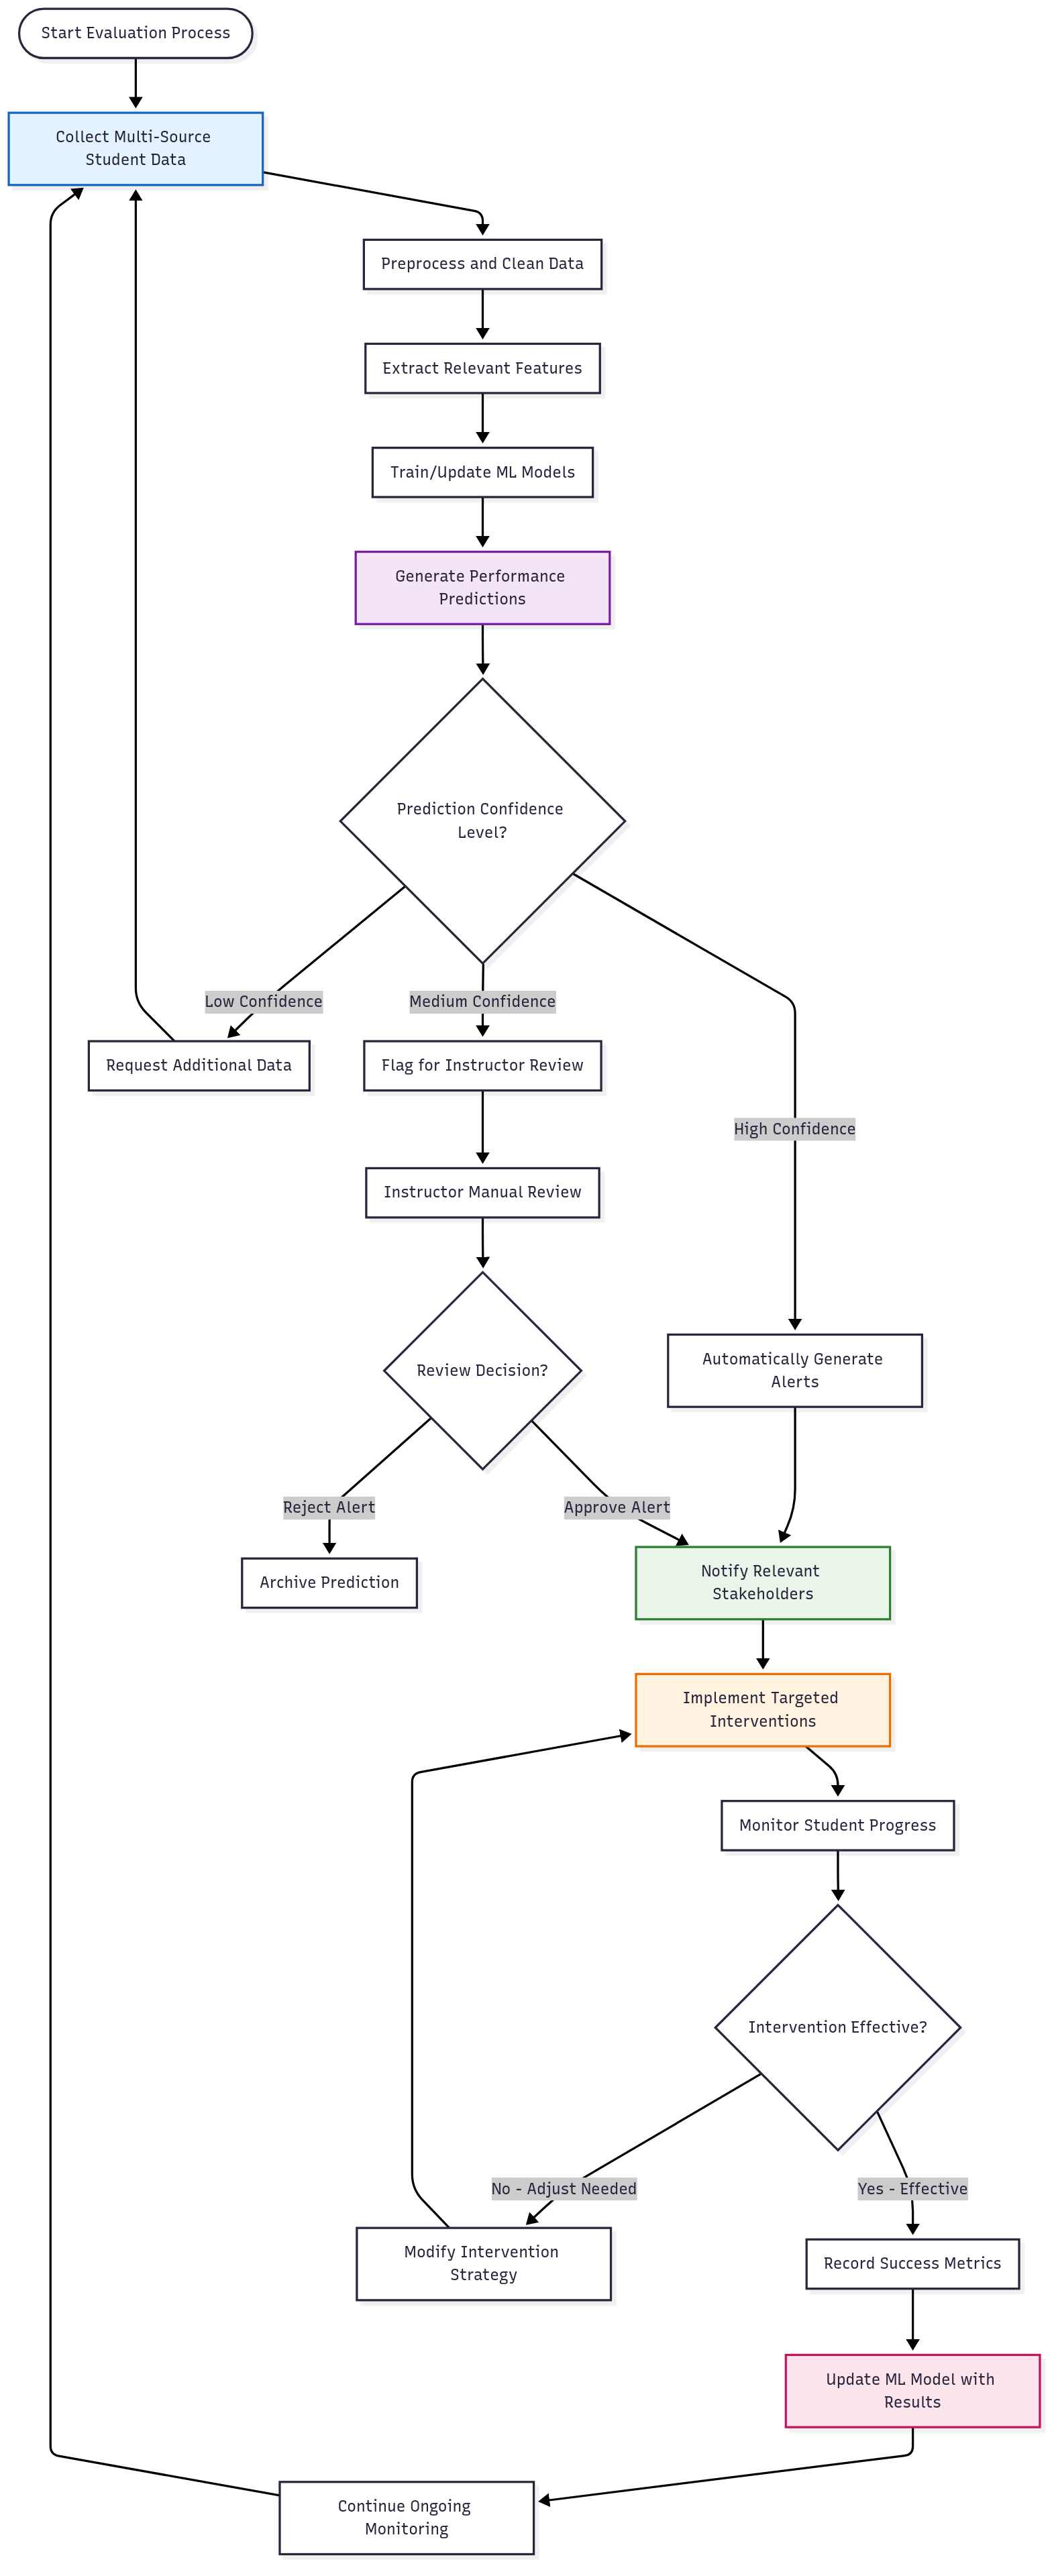 Start Evaluation Process
Collect Multi-Source
Student Data
Preprocess and Clean Data
Extract Relevant Features
Train/Update ML Models
Generate Performance
Predictions
Prediction Confidence
Level?
Low Confidence
Medium Confidence
Request Additional Data
Flag for Instructor Review
High Confidence
Instructor Manual Review
Review Decision?
Automatically Generate
Alerts
Reject Alert
Approve Alert
Archive Prediction
Notify Relevant
Stakeholders
Implement Targeted
Interventions
Monitor Student Progress
Intervention Effective?
No - Adjust Needed
Yes - Effective
Modify Intervention
Strategy
Record Success Metrics
Update ML Model with
Results
Continue Ongoing
Monitoring